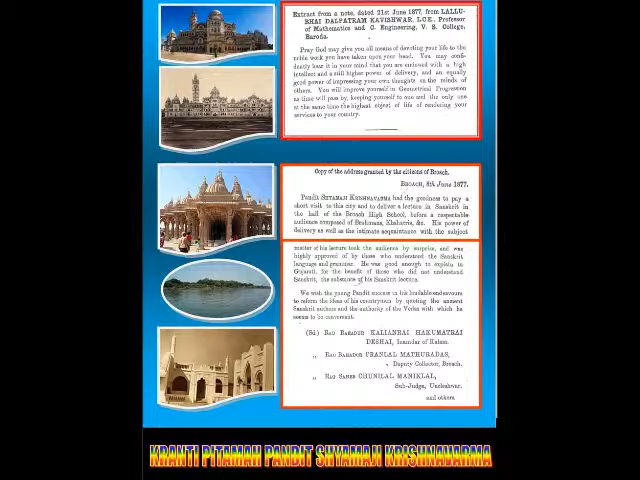 Extract from a note, dated 21st June 1877, from LALLU-
BHAI DALPATRAM KAVISHWAR, L.C.E., Professor
of Mathematics and C. Engineering, V. S. College,
Baroda.
Pray God may give you all means of devoting your life to the
noble work you have taken upon your head. You may confi-
dently bear it in your mind that you are endowed with a high
intellect and a still higher power of delivery, and an equally
good power of impressing your own thoughts on the minds of
others. You will improve yourself in Geometrical Progression
as time will pass by, keeping yourself to one and the only one
at the same time the highest object of life of rendering your
services to your country.
Copy of the address granted by the citizens of Broach.
BROACH, 8th June 1877.
Pandit SHYAMAJI KRISHNAVARMA had the goodness to pay a
short visit to this city and to deliver a lecture in Sanskrit in
the hall of the Broach High School, before a respectable
audience composed of Brahmans, Kshatris, &c. His power of
delivery as well as the intimate acquaintance with the subject
matter of his lecture took the audience by surprise, and was
highly approved of by those who understood the Sanskrit
language and grammar. He was good enough to explain in
Gujarati, for the benefit of those who did not understand
Sanskrit, the substance of his Sanskrit lecture.
We wish the young Pandit success in his laudable endeavours
to reform the ideas of his countrymen by quoting the ancient
Sanskrit authors and the authority of the Vedas with which he
seems to be conversant.
(Sd) RAO BAHADUR KALIANRAI HAKUMATRAI
DESHAI, Inamdar of Kalam.
„ RAO BAHADOR PRANLAL MATHURADAS,
Deputy Collector, Broach.
„ RAO SAHEB CHUNILAL MANIKLAL,
Sub-Judge, Uncleshwar.
and others
KRANTI PITAMAH PANDIT SHYAMAJI KRISHNAVARMA